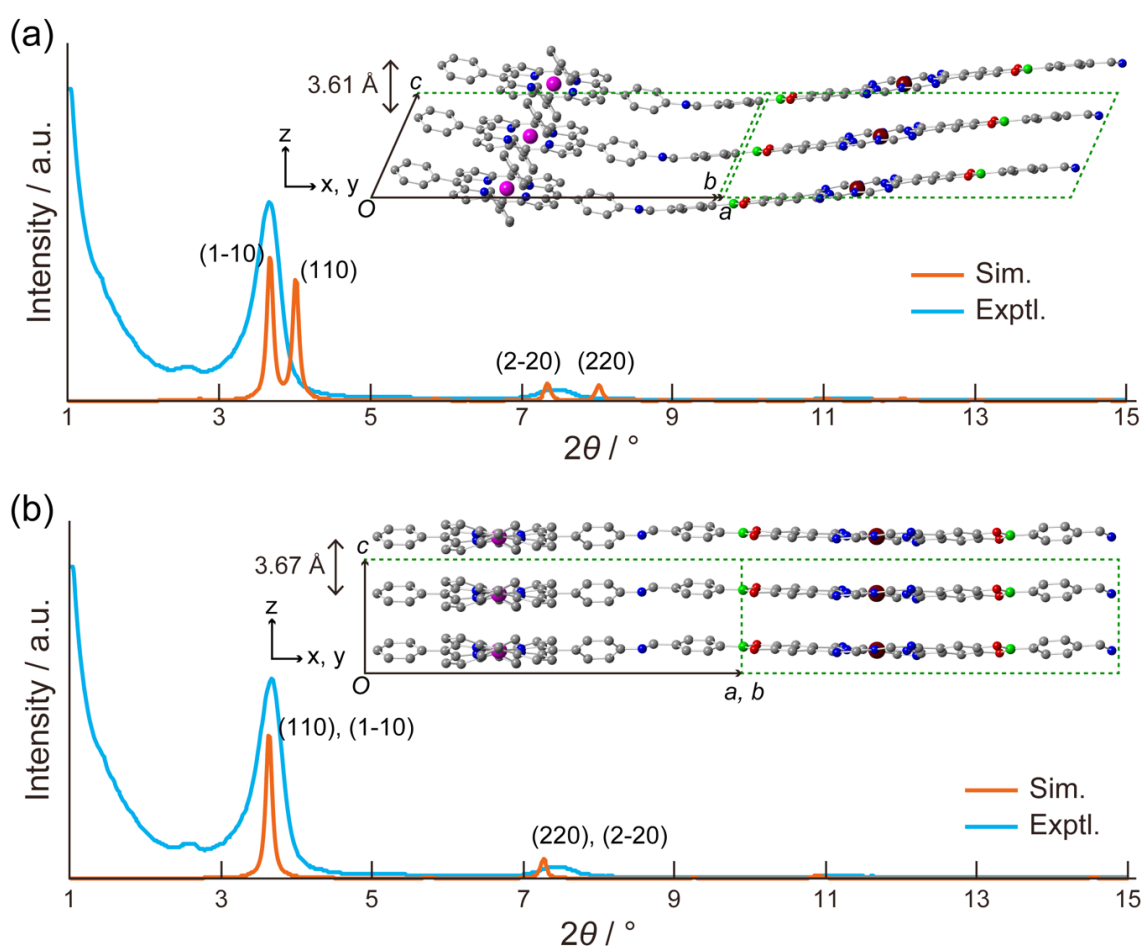 (a)
Intensity / a.u.
3.61 Å
c
z
x, y
O
b
a
(1-10)
(110)
Sim.
Exptl.
(2-20) (220)
1 3 5 7 9 11 13 15
2θ / °
(b)
Intensity / a.u.
3.67 Å
c
z
x, y
O
a, b
(110), (1-10)
Sim.
Exptl.
(220), (2-20)
1 3 5 7 9 11 13 15
2θ / °